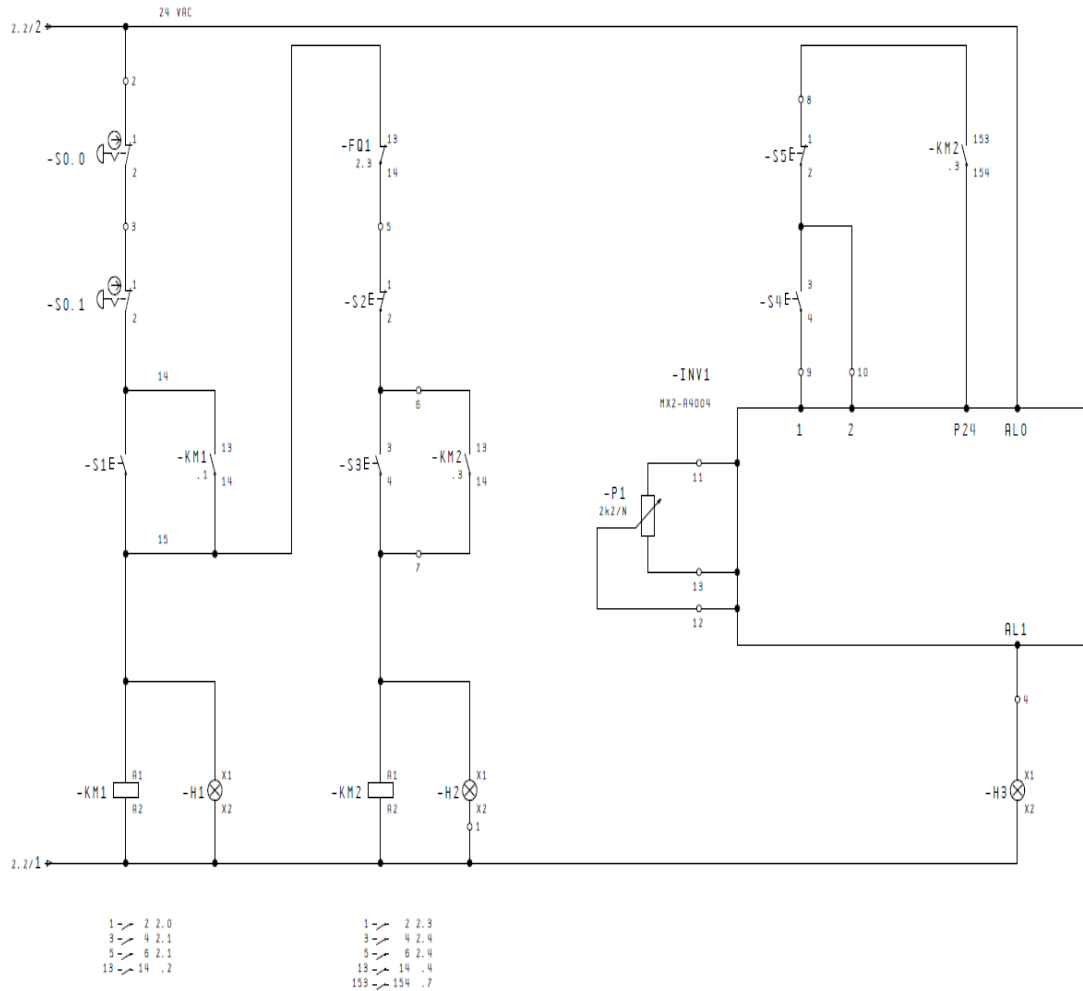 24 VAC
2.2/2
2
-S0.0
1
2
3
-S0.1
1
2
14
-S1E
-KM1
.1
13
14
15
-KM1
A1
A2
-H1
X1
X2
-FQ1
2.3
13
14
5
-S2E
1
2
6
-S3E
3
4
-KM2
.3
13
14
7
-KM2
A1
A2
-H2
X1
X2
1
8
-S5E
1
2
-KM2
.3
153
154
-S4E
3
4
9
10
-INV1
MX2-A4004
1 2 P24 AL0
11
-P1
2k2/N
13
12
AL1
4
-H3
X1
X2
2.2/1
1 2 2.0
3 4 2.1
5 6 2.1
13 14 .2
1 2 2.3
3 4 2.4
5 6 2.4
13 14 .4
153 154 .7